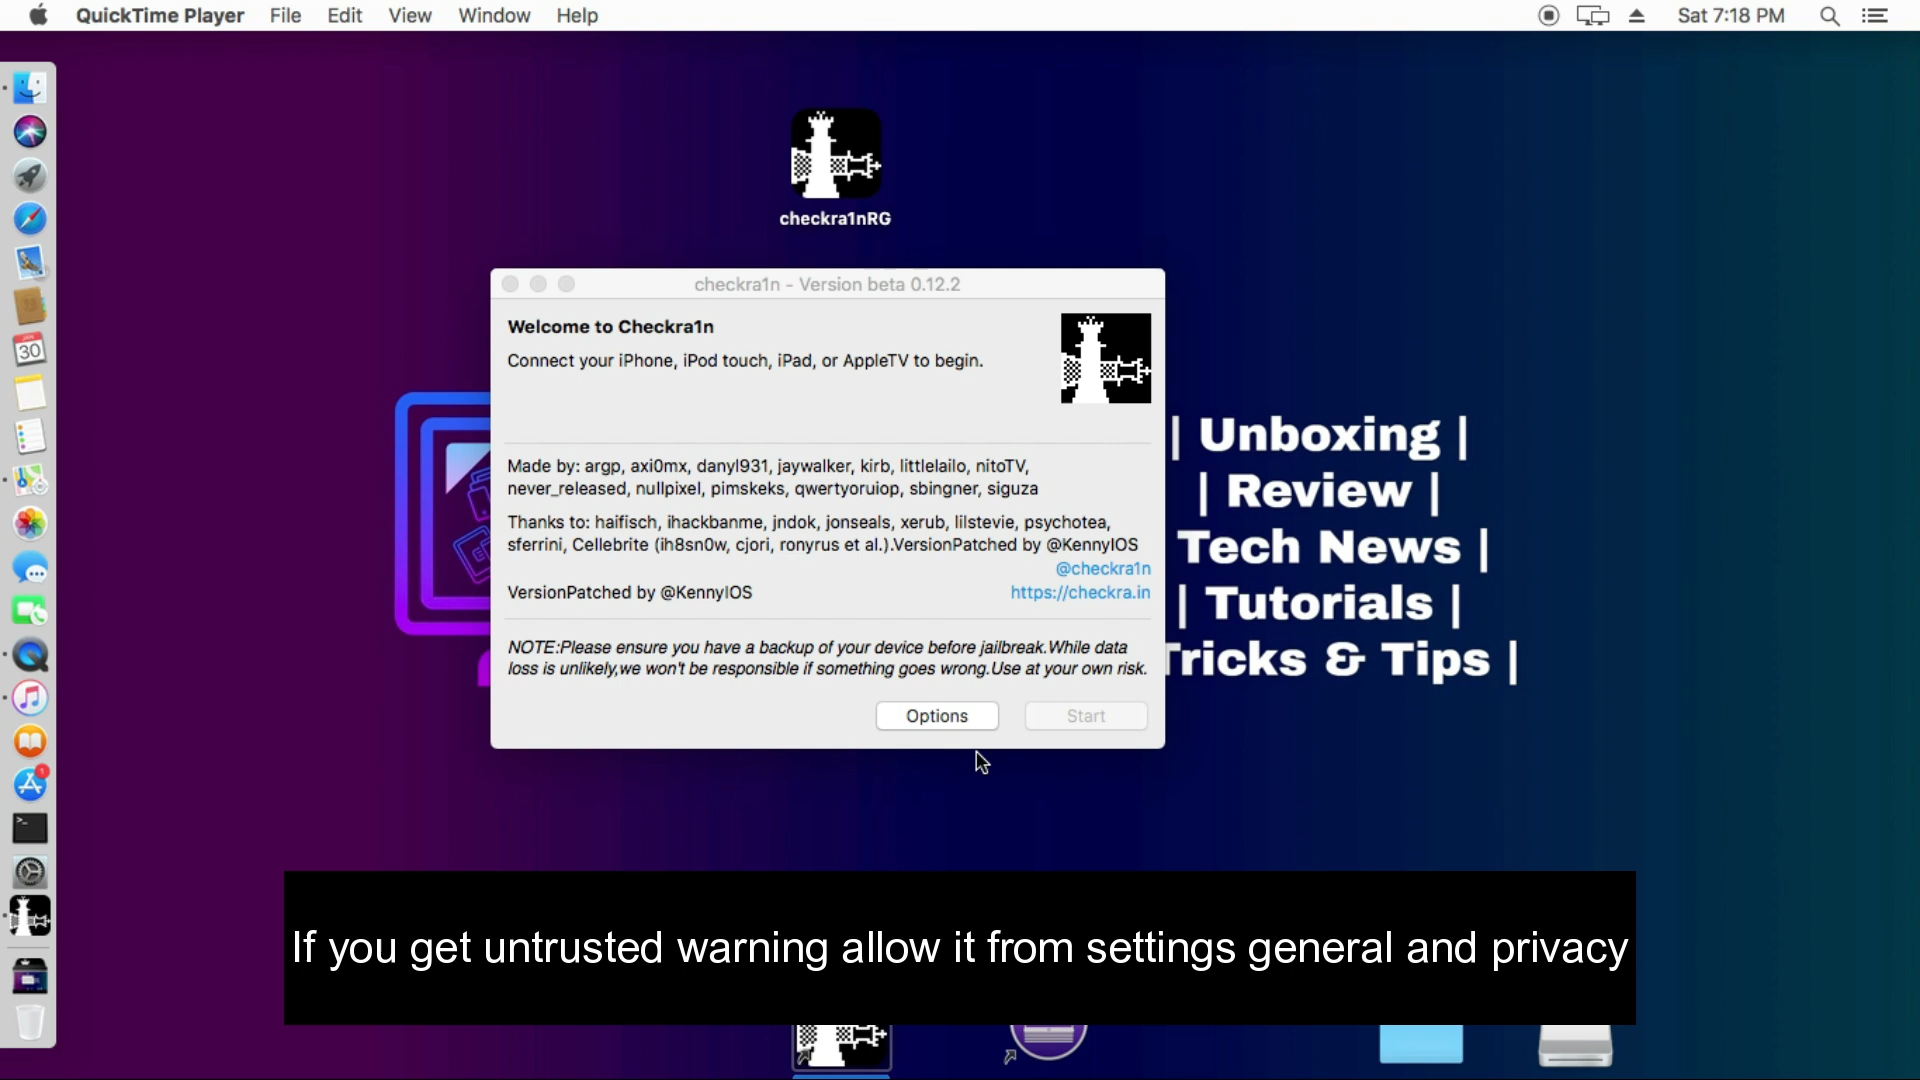 QuickTime Player File Edit View Window Help Sat 7:18 PM
checkra1nRG
checkra1n - Version beta 0.12.2
Welcome to Checkra1n
Connect your iPhone, iPod touch, iPad, or AppleTV to begin.
Made by: argp, axi0mx, danyl931, jaywalker, kirb, littlelailo, nitoTV,
never_released, nullpixel, pimskeks, qwertyoruiop, sbingner, siguza
Thanks to: haifisch, ihackbanme, jndok, jonseals, xerub, lilstevie, psychotea,
sferrini, Cellebrite (ih8sn0w, cjori, ronyrus et al.).VersionPatched by @KennyIOS
@checkra1n
VersionPatched by @KennyIOS https://checkra.in
NOTE:Please ensure you have a backup of your device before jailbreak.While data
loss is unlikely,we won't be responsible if something goes wrong.Use at your own risk.
Options Start
| Unboxing |
| Review |
Tech News |
| Tutorials |
Tricks & Tips |
JAN
30
1
>_
If you get untrusted warning allow it from settings general and privacy